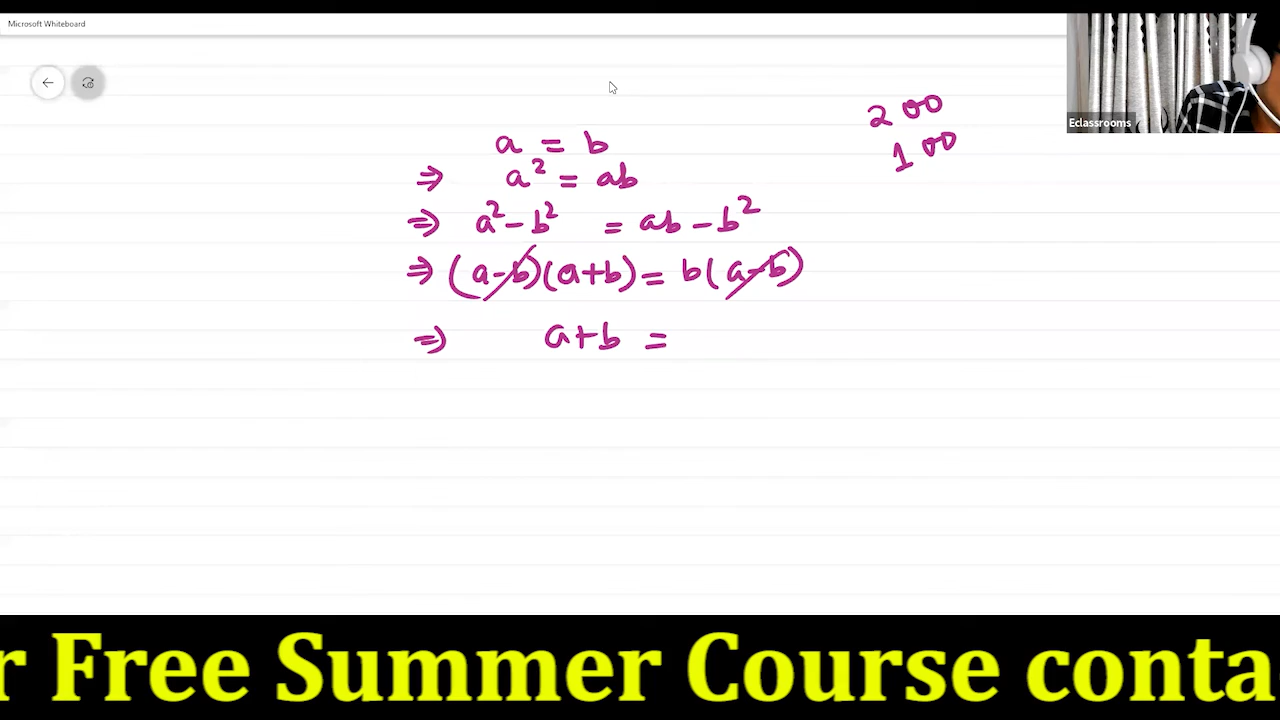 Microsoft Whiteboard
200
100
Eclassrooms
a = b
⇒ a² = ab
⇒ a² - b² = ab - b²
⇒ (a-b)(a+b) = b(a-b)
⇒ a+b =
r Free Summer Course conta